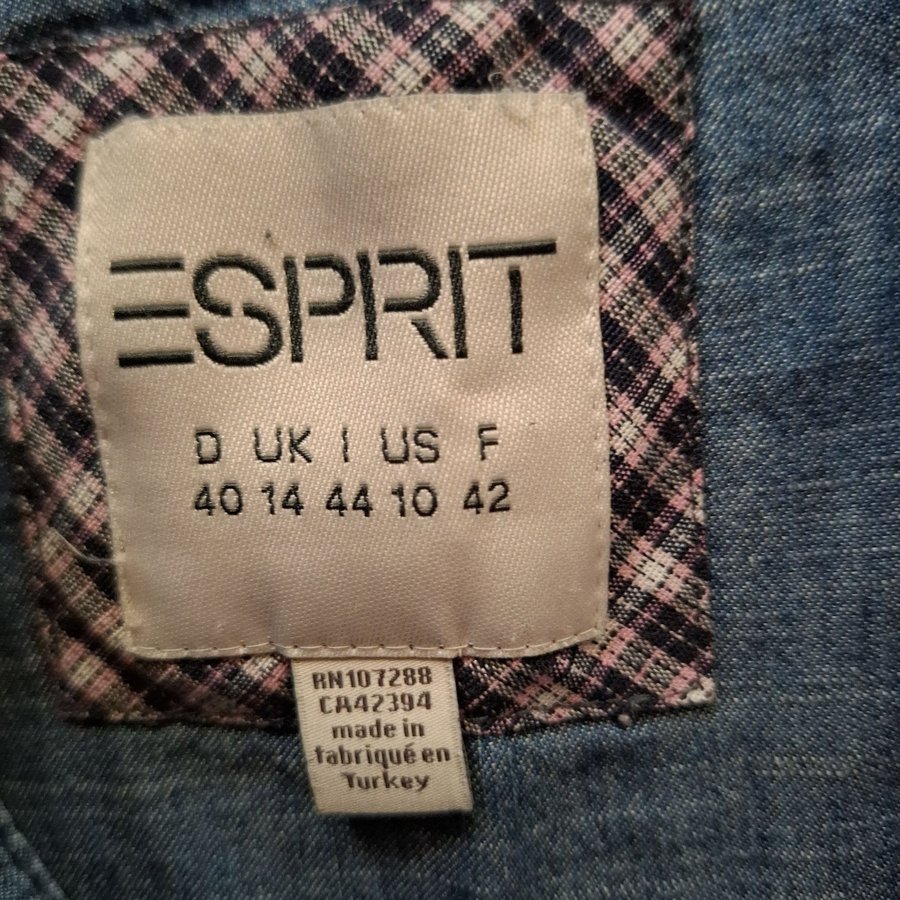 ESPRIT
D UK I US F
40 14 44 10 42
RN107288
CA42394
made in
fabriqué en
Turkey